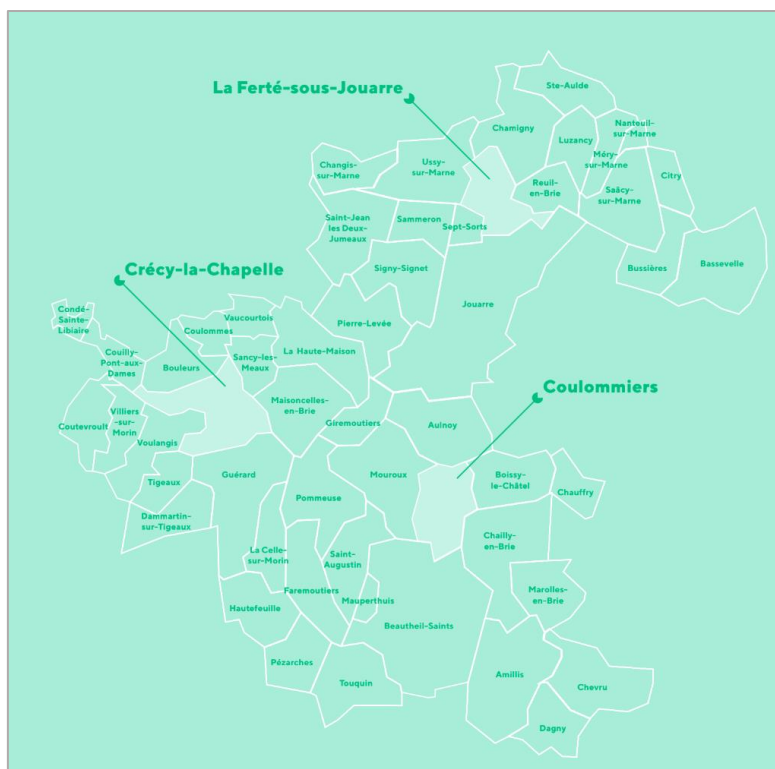 La Ferté-sous-Jouarre
Ste-Aulde
Chamigny
Luzancy
Nanteuil-
sur-Marne
Méry-
sur-Marne
Citry
Changis-
sur-Marne
Ussy-
sur-Marne
Reuil-
en-Brie
Saâcy-
sur-Marne
Saint-Jean
les Deux-
Jumeaux
Sammeron
Sept-Sorts
Signy-Signet
Bussières
Bassevelle
Jouarre
Crécy-la-Chapelle
Condé-
Sainte-
Libiaire
Vaucourtois
Coulommes
Pierre-Levée
Couilly-
Pont-aux-
Dames
Bouleurs
Sancy-les-
Meaux
La Haute-Maison
Coulommiers
Maisoncelles-
en-Brie
Coutevroult
Villiers
-sur-
Morin
Voulangis
Giremoutiers
Aulnoy
Tigeaux
Guérard
Mouroux
Boissy-
le-Châtel
Chauffry
Pommeuse
Dammartin-
sur-Tigeaux
Chailly-
en-Brie
La Celle-
sur-Morin
Saint-
Augustin
Faremoutiers
Mauperthuis
Marolles-
en-Brie
Hautefeuille
Beautheil-Saints
Pézarches
Touquin
Amillis
Chevru
Dagny